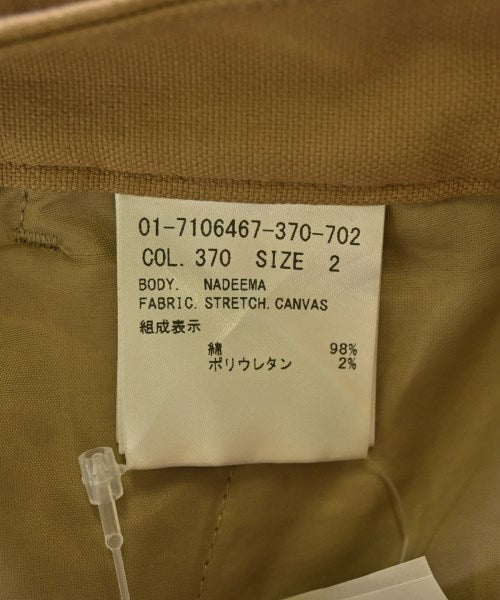 01-7106467-370-702
COL. 370 SIZE 2
BODY. NADEEMA
FABRIC. STRETCH. CANVAS
組成表示
綿 98%
ポリウレタン 2%